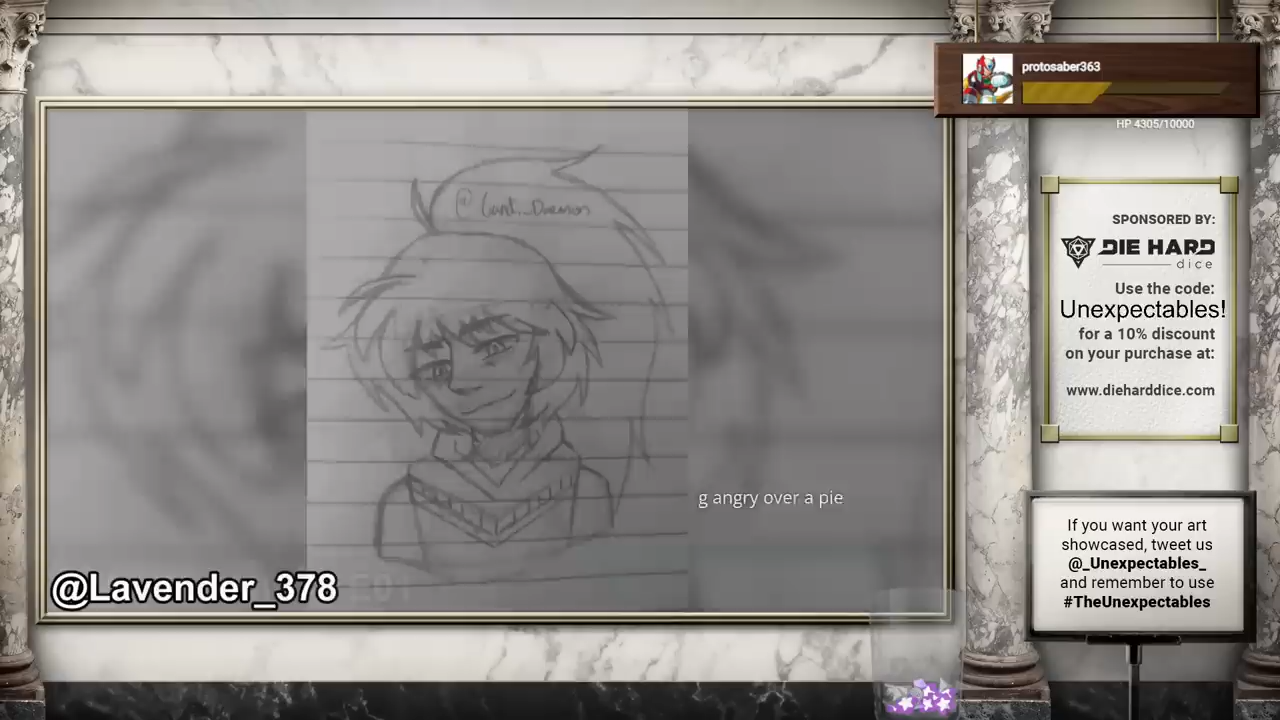 protosaber363
HP 4305/10000
SPONSORED BY:
DIE HARD
dice
Use the code:
Unexpectables!
for a 10% discount
on your purchase at:
www.dieharddice.com
g angry over a pie
@Lavender_378
If you want your art
showcased, tweet us
@_Unexpectables_
and remember to use
#TheUnexpectables